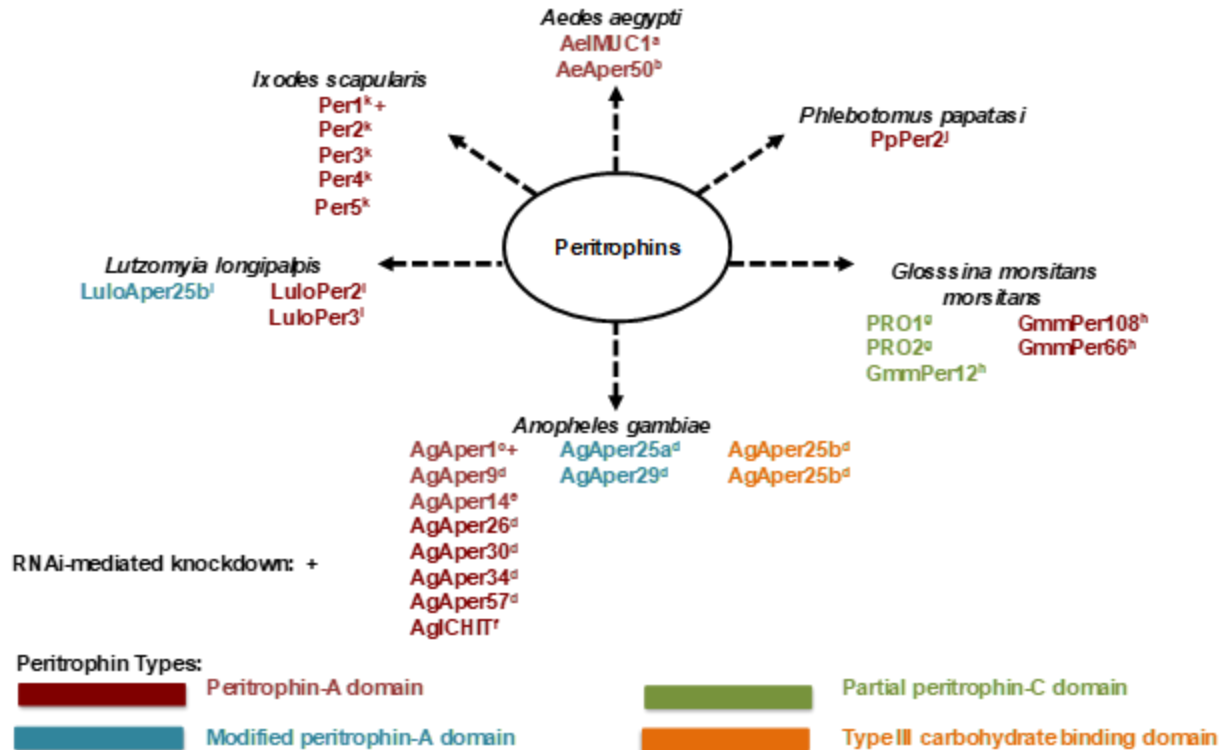 Aedes aegypti
AeIMUC1ᵃ
AeAper50ᵇ
Ixodes scapularis
Per1ᵏ+
Per2ᵏ
Per3ᵏ
Per4ᵏ
Per5ᵏ
Phlebotomus papatasi
PpPer2ʲ
Peritrophins
Lutzomyia longipalpis
LuloAper25bⁱ LuloPer2ⁱ
LuloPer3ⁱ
Glosssina morsitans
morsitans
PRO1ᵍ GmmPer108ʰ
PRO2ᵍ GmmPer66ʰ
GmmPer12ʰ
Anopheles gambiae
AgAper1ᶜ+ AgAper25aᵈ AgAper25bᵈ
AgAper9ᵈ AgAper29ᵈ AgAper25bᵈ
AgAper14ᵉ
AgAper26ᵈ
AgAper30ᵈ
AgAper34ᵈ
AgAper57ᵈ
AgICHITᶠ
RNAi-mediated knockdown: +
Peritrophin Types:
Peritrophin-A domain Partial peritrophin-C domain
Modified peritrophin-A domain Type III carbohydrate binding domain